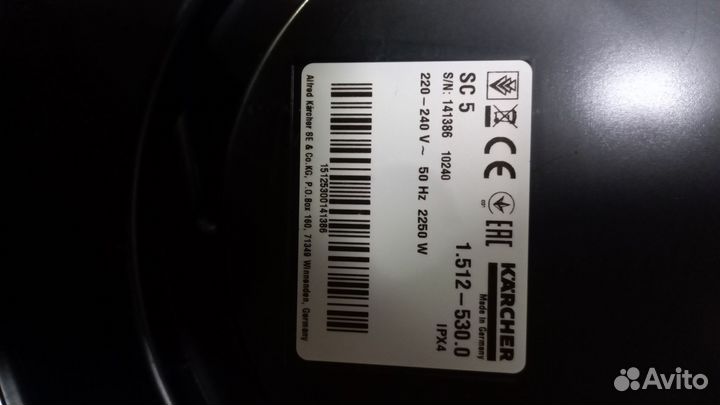 KÄRCHER
Made in Germany
CE EAC
SC 5
1.512-530.0
S/N: 141386 10240
IPX4
220-240 V~ 50 Hz 2250 W
15125300141386
Alfred Kärcher SE & Co.KG, P.O.Box 160, 71349 Winnenden, Germany
Avito